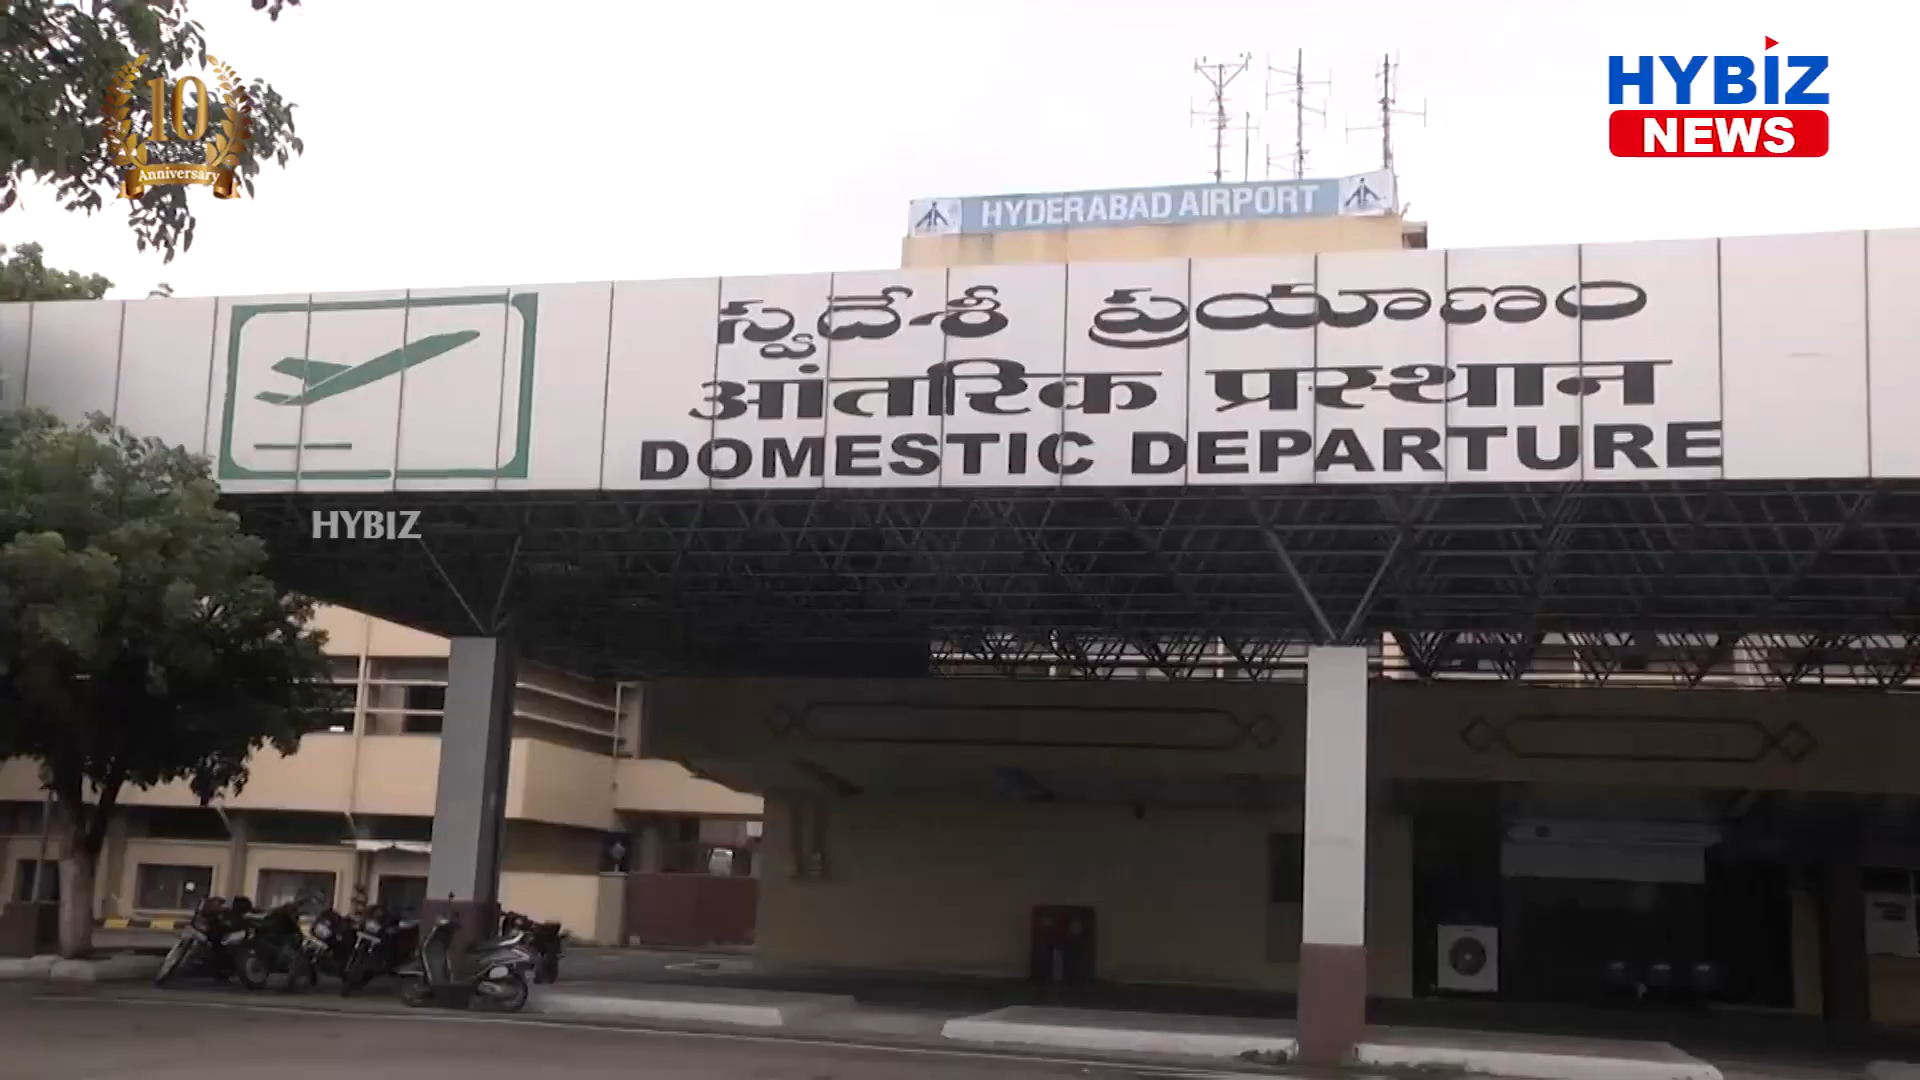 10
Anniversary
HYBIZ
NEWS
HYDERABAD AIRPORT
స్వదేశీ ప్రయాణం
आंतरिक प्रस्थान
DOMESTIC DEPARTURE
HYBIZ